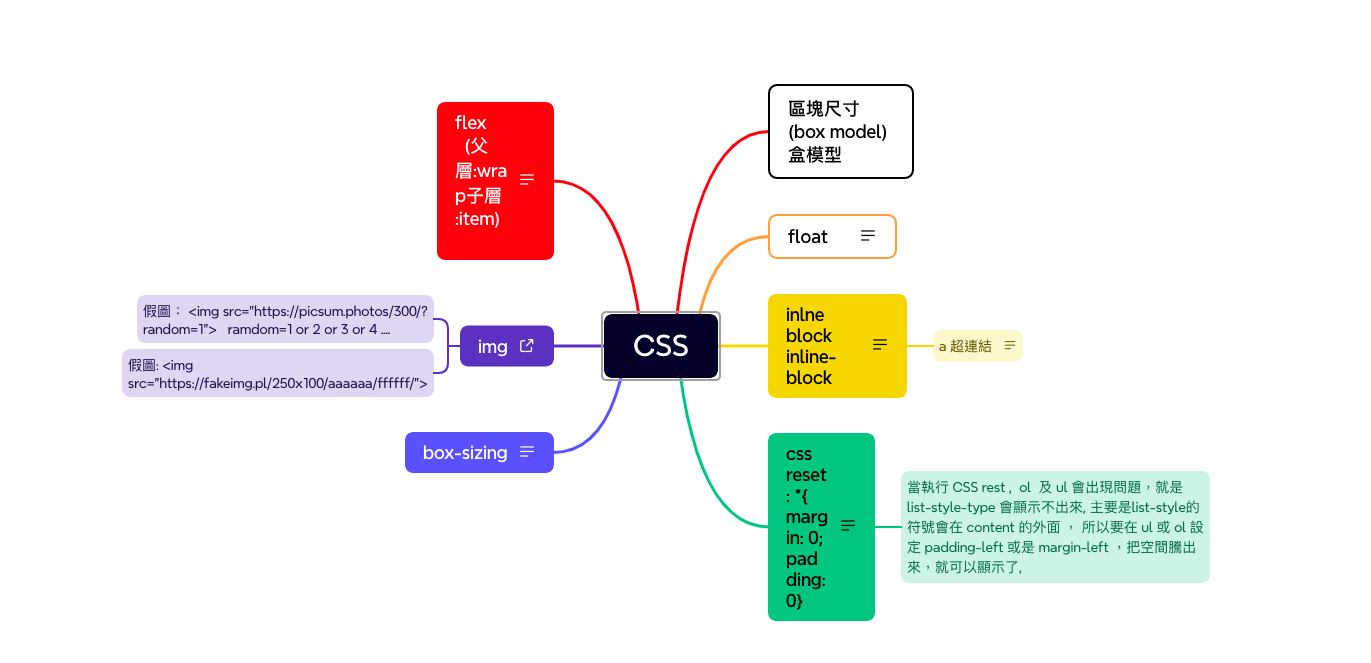 flex
(父
層:wra
p子層
:item)
假圖： <img src="https://picsum.photos/300/?
random=1">   ramdom=1 or 2 or 3 or 4 ....
img
假圖: <img
src="https://fakeimg.pl/250x100/aaaaaa/ffffff/">
box-sizing
CSS
區塊尺寸
(box model)
盒模型
float
inlne
block
inline-
block
a 超連結
css
reset
: *{
marg
in: 0;
pad
ding:
0}
當執行 CSS rest ,  ol  及 ul 會出現問題，就是
list-style-type 會顯示不出來, 主要是list-style的
符號會在 content 的外面 ， 所以要在 ul 或 ol 設
定 padding-left 或是 margin-left ，把空間騰出
來，就可以顯示了,